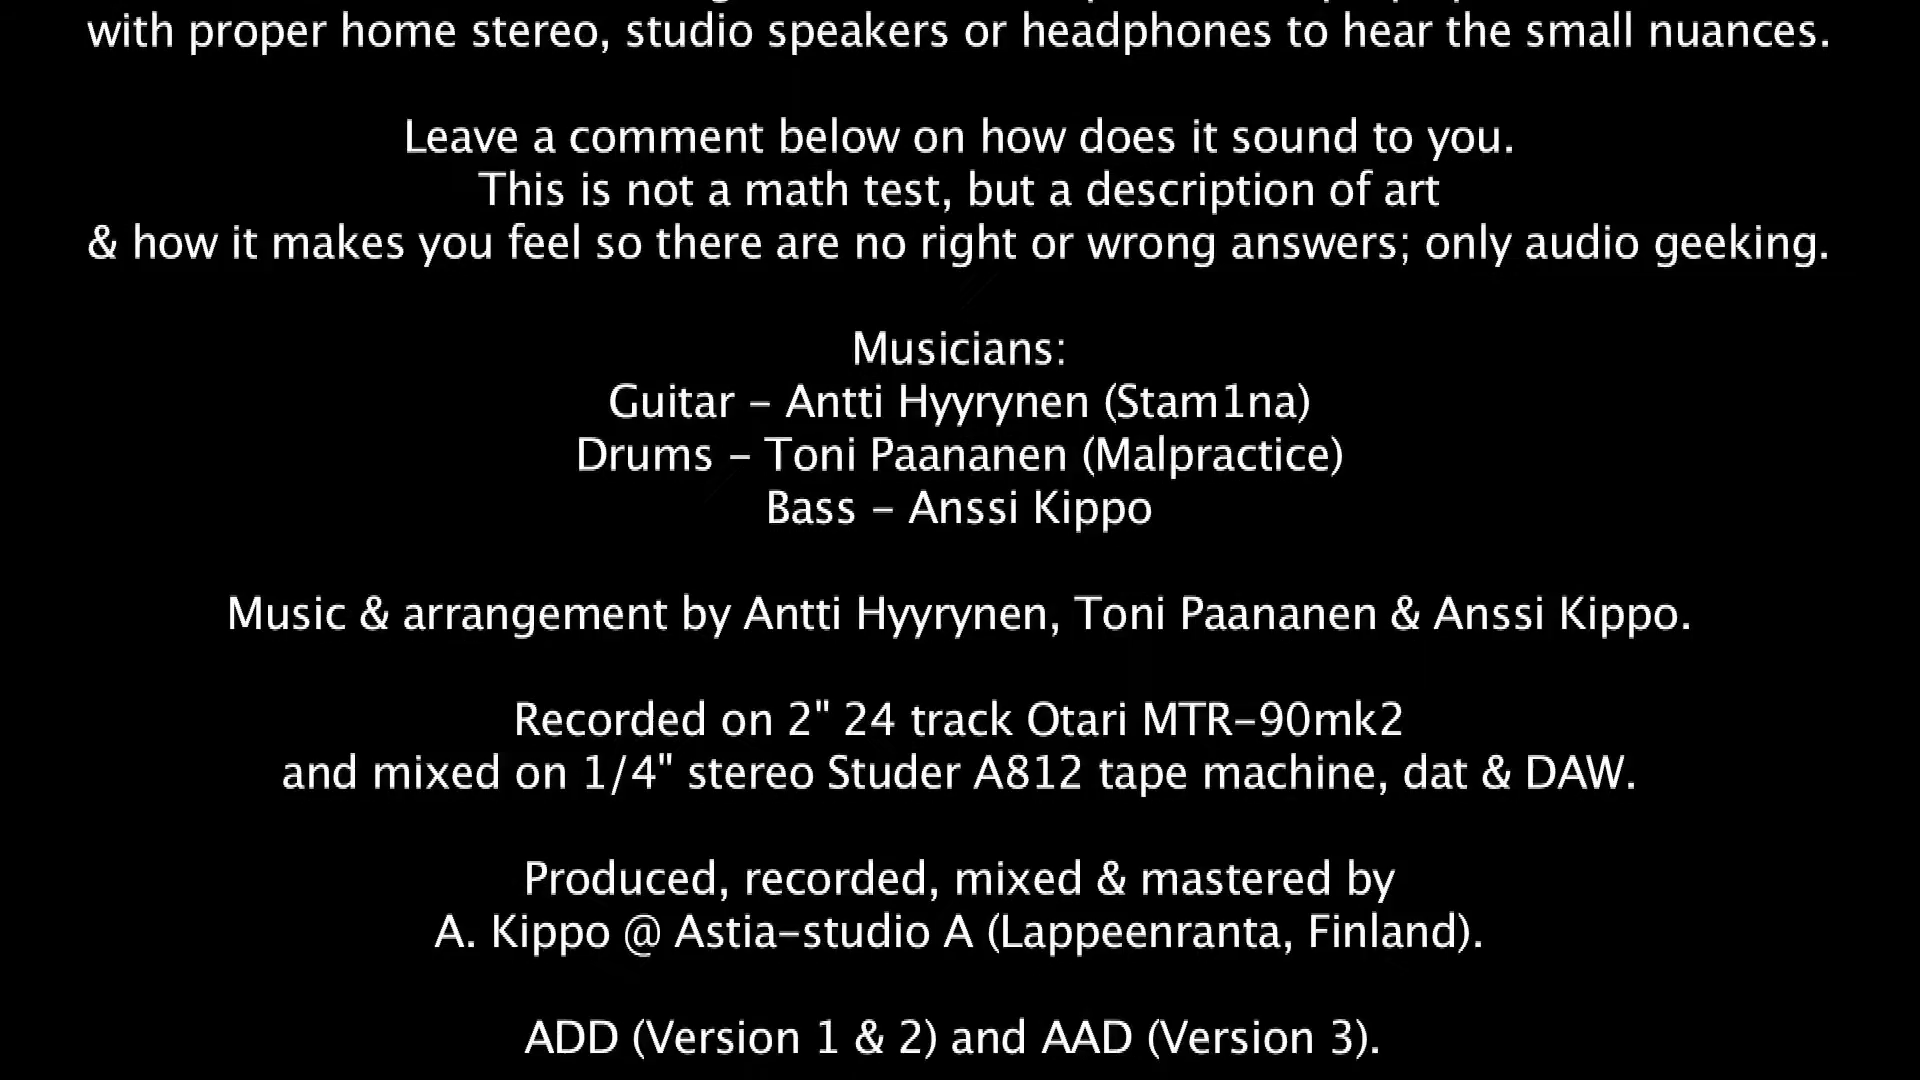 with proper home stereo, studio speakers or headphones to hear the small nuances.
Leave a comment below on how does it sound to you.
This is not a math test, but a description of art
& how it makes you feel so there are no right or wrong answers; only audio geeking.
Musicians:
Guitar - Antti Hyyrynen (Stam1na)
Drums - Toni Paananen (Malpractice)
Bass - Anssi Kippo
Music & arrangement by Antti Hyyrynen, Toni Paananen & Anssi Kippo.
Recorded on 2" 24 track Otari MTR-90mk2
and mixed on 1/4" stereo Studer A812 tape machine, dat & DAW.
Produced, recorded, mixed & mastered by
A. Kippo @ Astia-studio A (Lappeenranta, Finland).
ADD (Version 1 & 2) and AAD (Version 3).